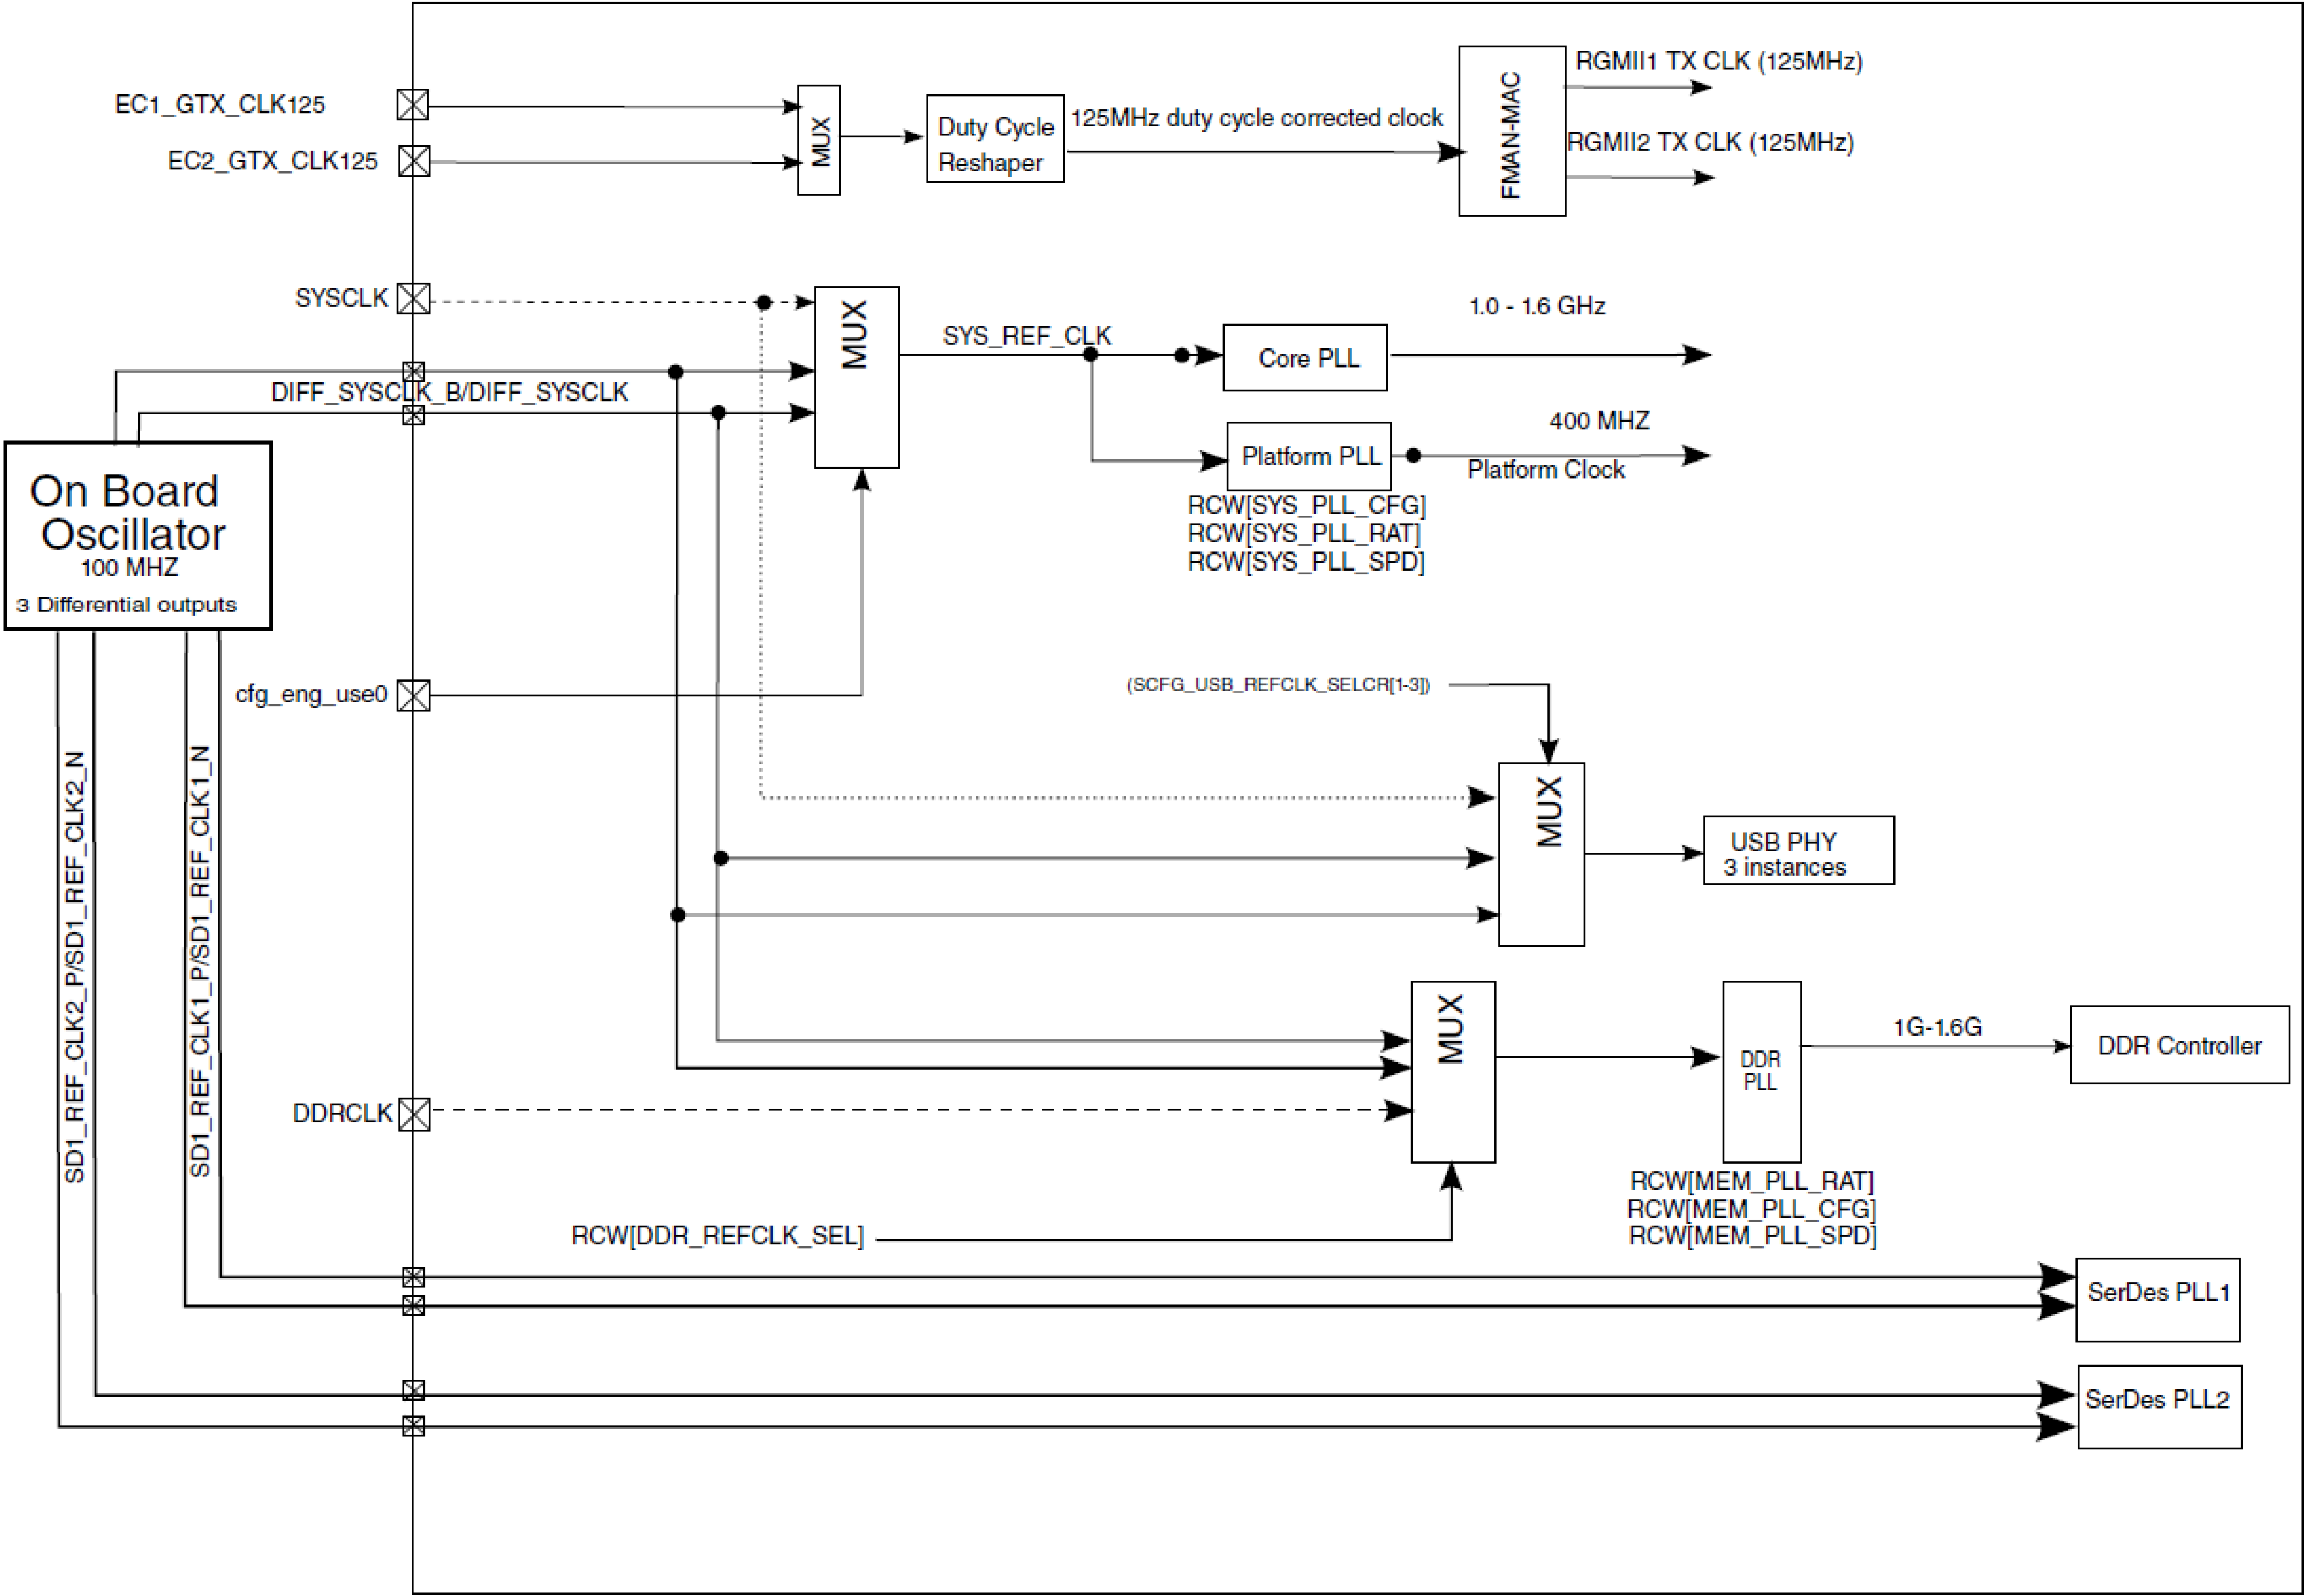 RGMII1 TX CLK (125MHz)
EC1_GTX_CLK125
MUX
Duty Cycle
Reshaper
125MHz duty cycle corrected clock
FMAN-MAC
RGMII2 TX CLK (125MHz)
EC2_GTX_CLK125
SYSCLK
MUX
SYS_REF_CLK
Core PLL
1.0 - 1.6 GHz
DIFF_SYSCLK_B/DIFF_SYSCLK
Platform PLL
400 MHZ
Platform Clock
RCW[SYS_PLL_CFG]
RCW[SYS_PLL_RAT]
RCW[SYS_PLL_SPD]
On Board
Oscillator
100 MHZ
3 Differential outputs
cfg_eng_use0
(SCFG_USB_REFCLK_SELCR[1-3])
MUX
USB PHY
3 instances
SD1_REF_CLK2_P/SD1_REF_CLK2_N
SD1_REF_CLK1_P/SD1_REF_CLK1_N
MUX
DDR
PLL
1G-1.6G
DDR Controller
DDRCLK
RCW[MEM_PLL_RAT]
RCW[MEM_PLL_CFG]
RCW[MEM_PLL_SPD]
RCW[DDR_REFCLK_SEL]
SerDes PLL1
SerDes PLL2